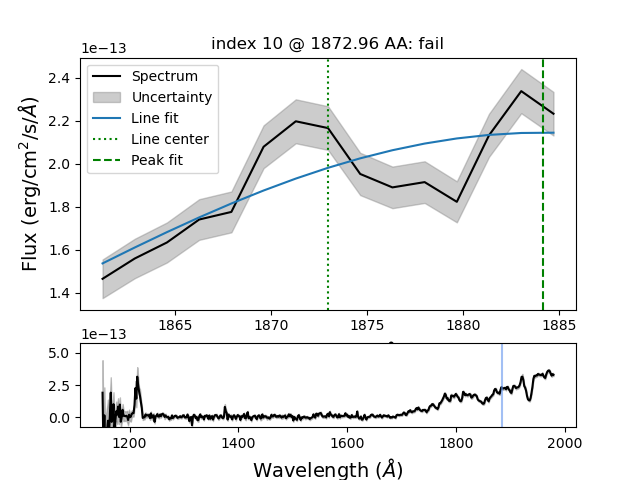 index 10 @ 1872.96 AA: fail
1e−13
Flux (erg/cm²/s/Å)
2.4
2.2
2.0
1.8
1.6
1.4
Spectrum
Uncertainty
Line fit
Line center
Peak fit
1865 1870 1875 1880 1885
1e−13
5.0
2.5
0.0
1200 1400 1600 1800 2000
Wavelength (Å)